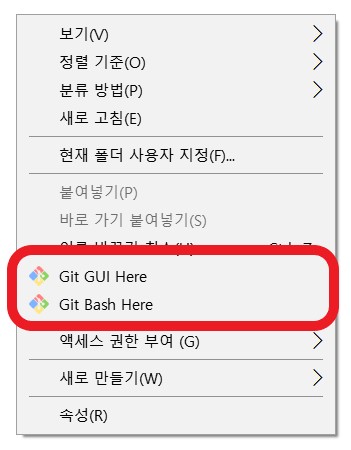 보기(V)
정렬 기준(O)
분류 방법(P)
새로 고침(E)
현재 폴더 사용자 지정(F)...
붙여넣기(P)
바로 가기 붙여넣기(S)
Git GUI Here
Git Bash Here
액세스 권한 부여 (G)
새로 만들기(W)
속성(R)